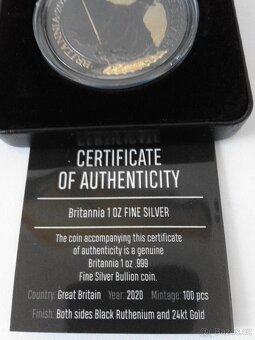 BRITANNIA 20
CERTIFICATE
OF AUTHENTICITY
Britannia 1 OZ FINE SILVER
The coin accompanying this certificate
of authenticity is a genuine
Britannia 1 oz .999
Fine Silver Bullion coin.
Country: Great Britain Year: 2020 Mintage: 100 pcs
Finish: Both sides Black Ruthenium and 24kt Gold